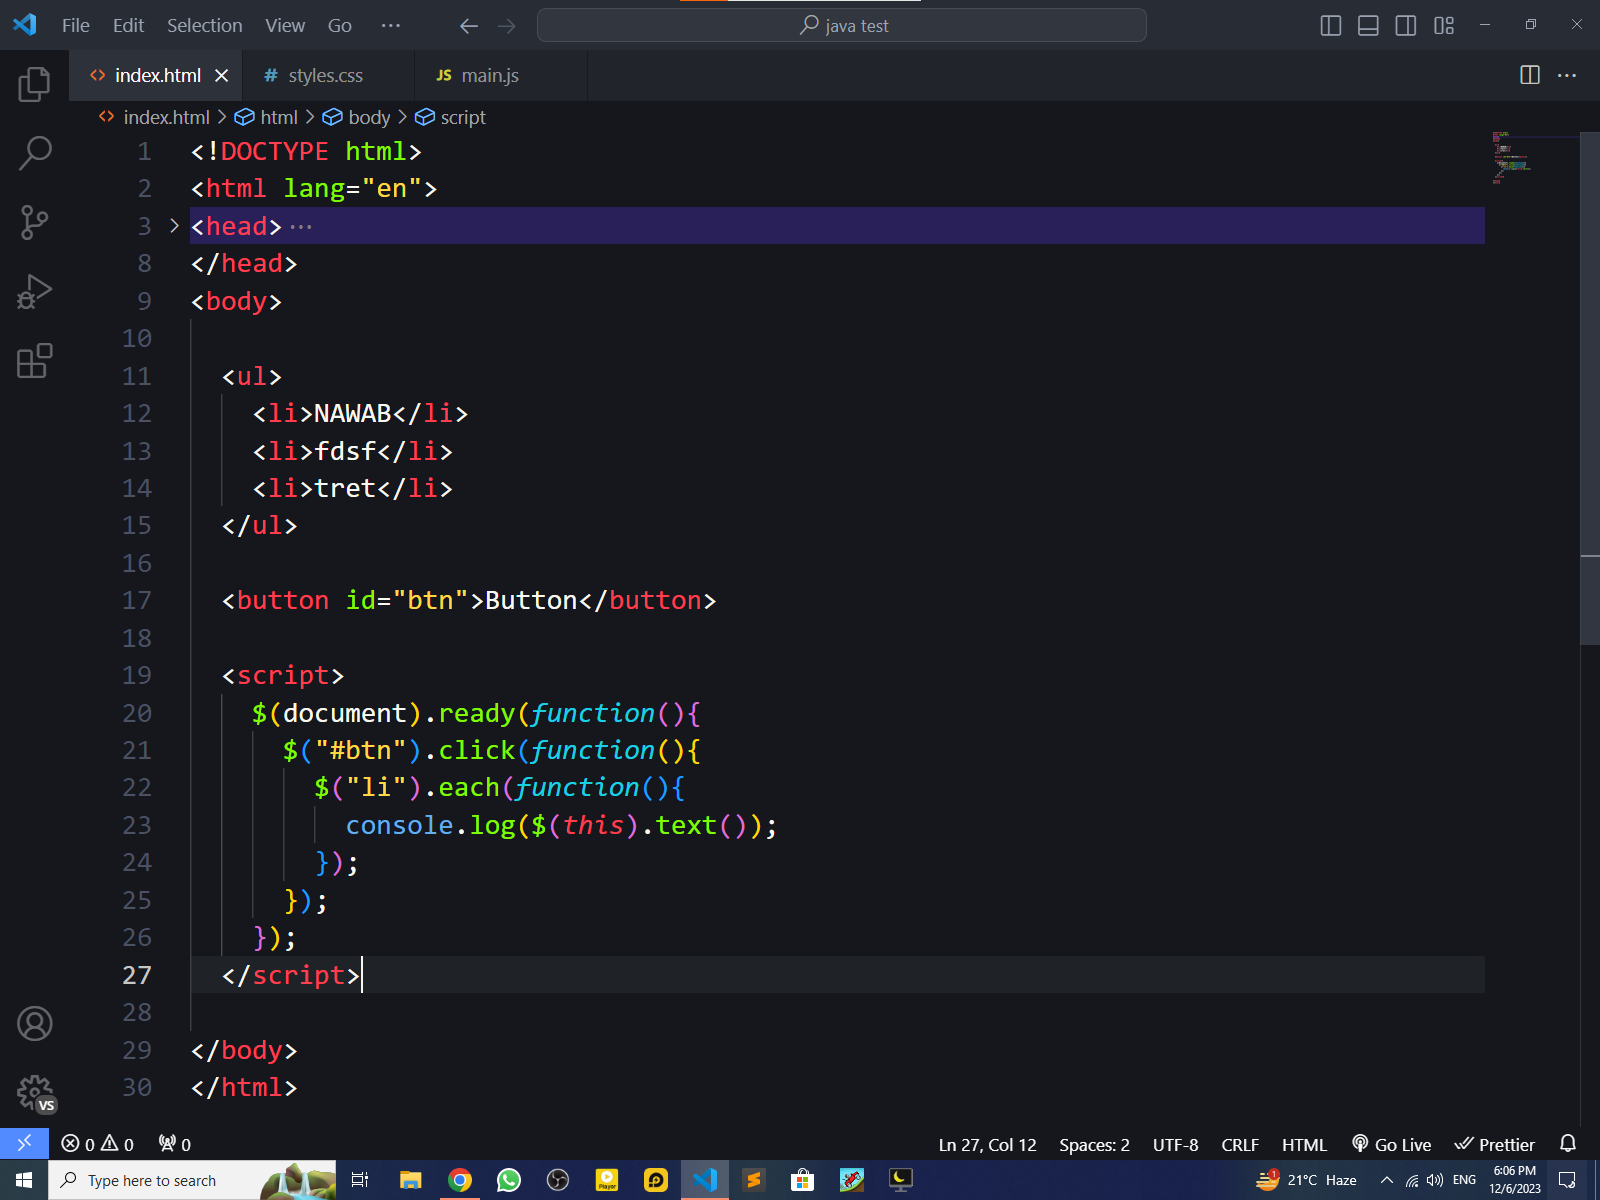 File Edit Selection View Go ··· java test
index.html styles.css JS main.js
index.html > html > body > script
1 <!DOCTYPE html>
2 <html lang="en">
3 <head>···
8 </head>
9 <body>
10
11 <ul>
12 <li>NAWAB</li>
13 <li>fdsf</li>
14 <li>tret</li>
15 </ul>
16
17 <button id="btn">Button</button>
18
19 <script>
20 $(document).ready(function(){
21 $("#btn").click(function(){
22 $("li").each(function(){
23 console.log($(this).text());
24 });
25 });
26 });
27 </script>
28
29 </body>
30 </html>
VS
0 0 0 Ln 27, Col 12 Spaces: 2 UTF-8 CRLF HTML Go Live Prettier
Type here to search 1 21°C Haze ENG 6:06 PM
12/6/2023